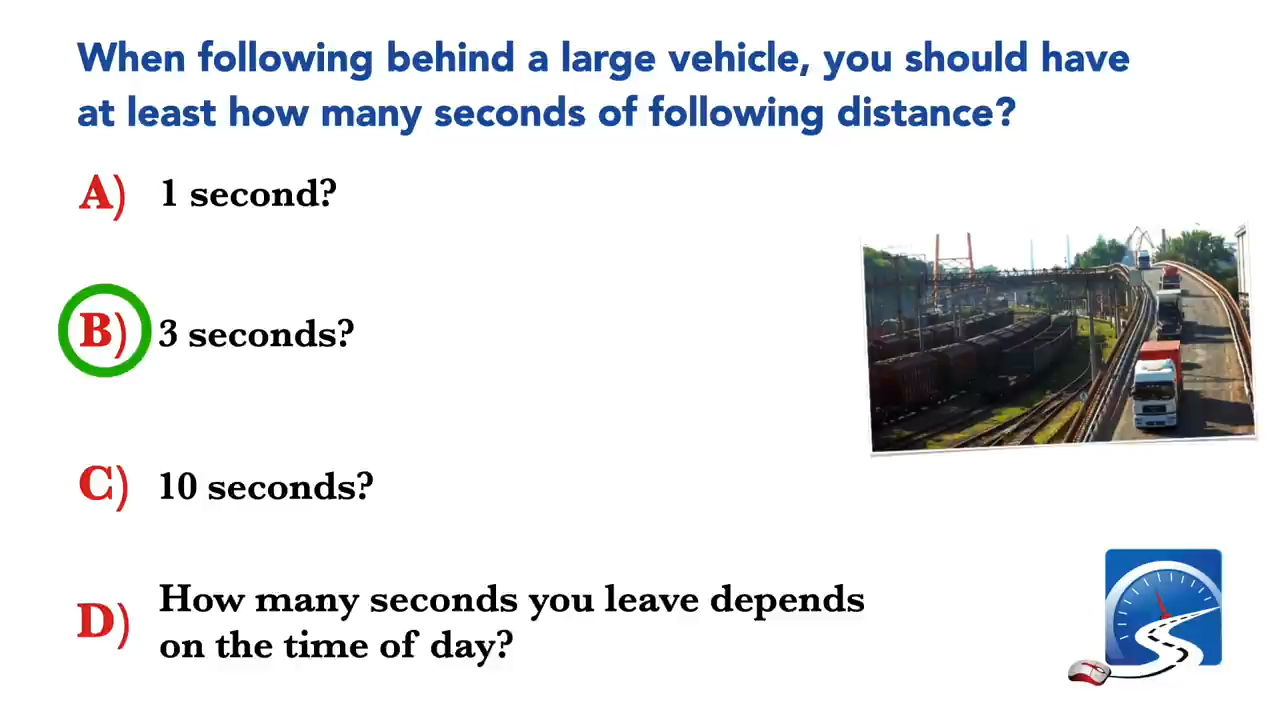 When following behind a large vehicle, you should have
at least how many seconds of following distance?
A) 1 second?
B) 3 seconds?
C) 10 seconds?
D) How many seconds you leave depends
on the time of day?